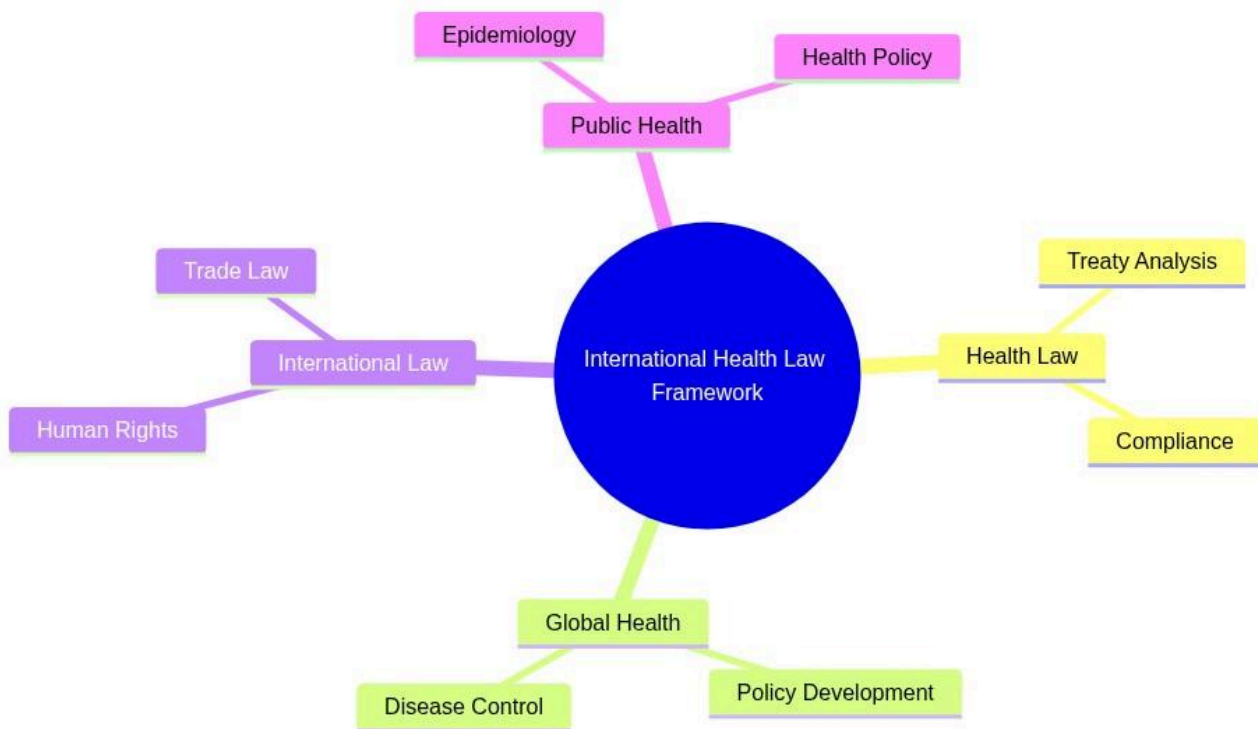 Epidemiology
Health Policy
Public Health
Trade Law
Treaty Analysis
International Law
International Health Law
Framework
Health Law
Human Rights
Compliance
Global Health
Disease Control
Policy Development